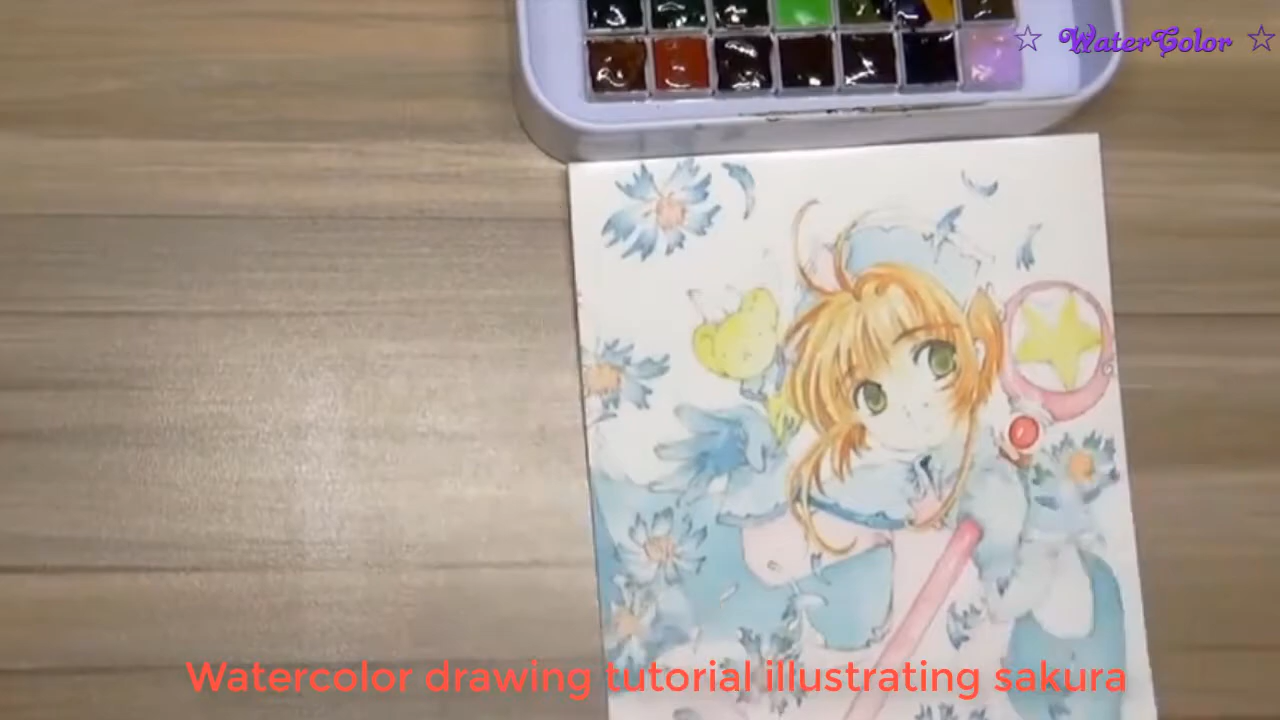 ☆ WaterColor ☆
Watercolor drawing tutorial illustrating sakura